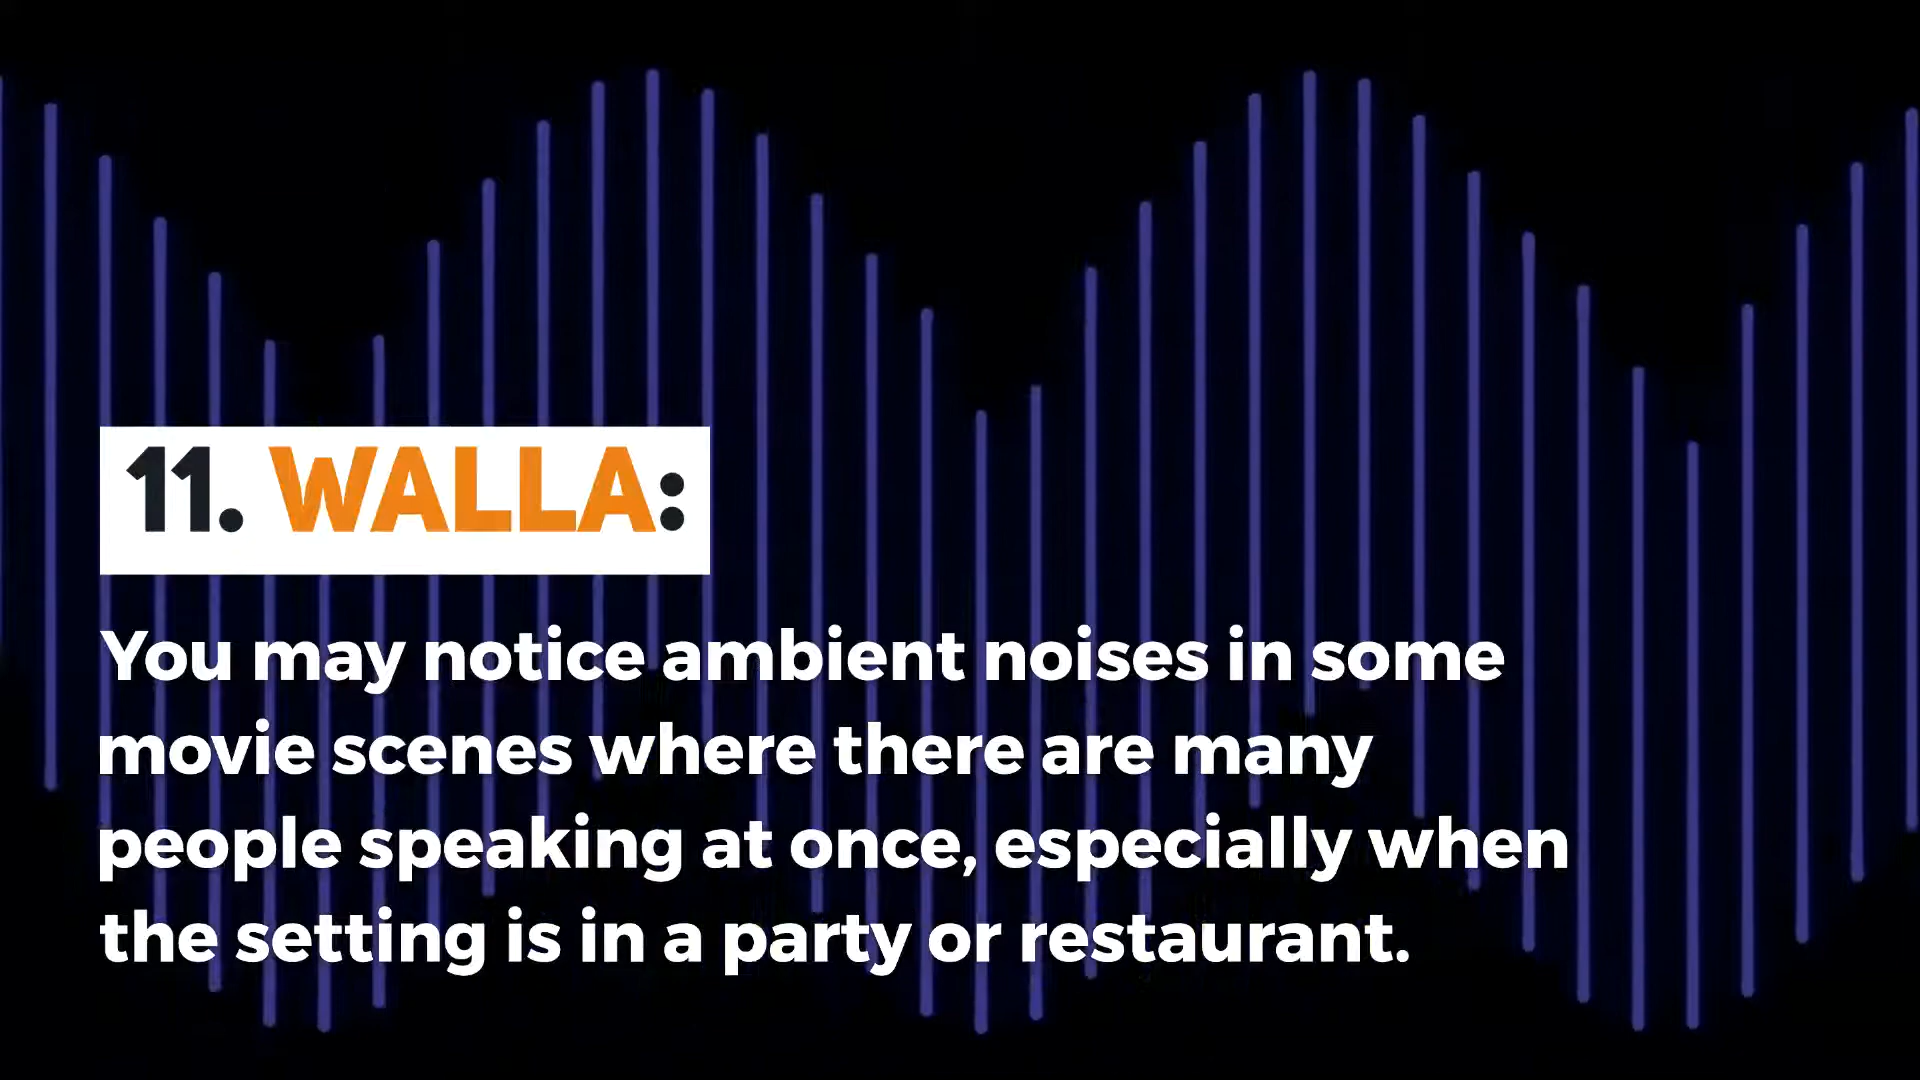 11. WALLA:
You may notice ambient noises in some
movie scenes where there are many
people speaking at once, especially when
the setting is in a party or restaurant.